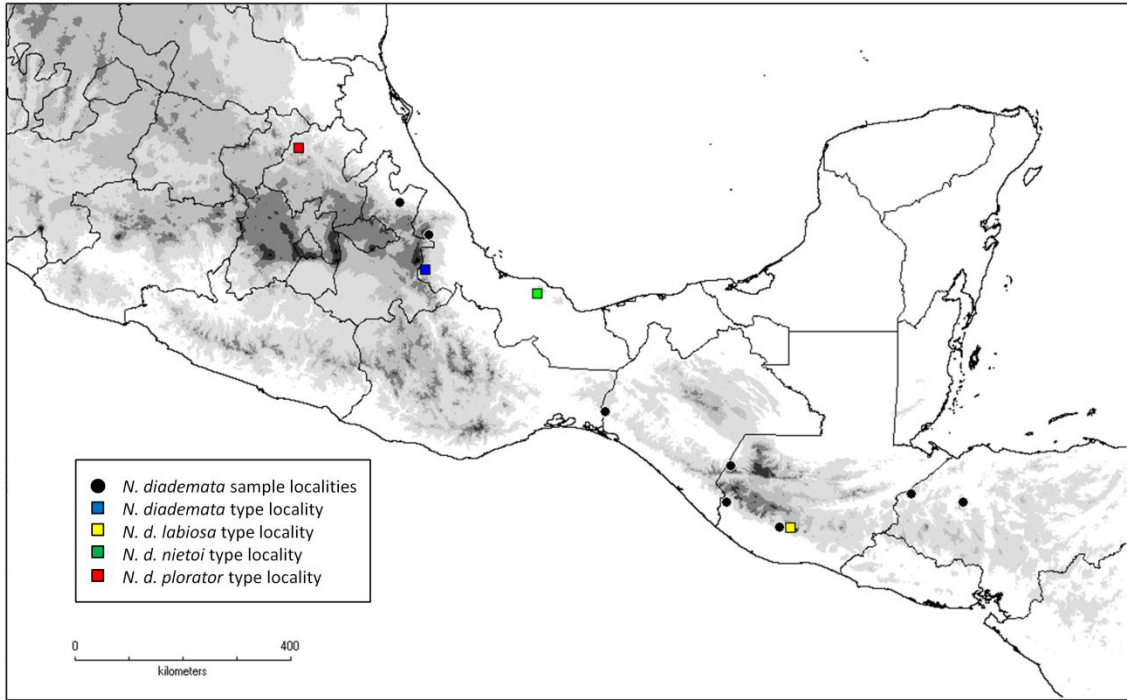 N. diademata sample localities
N. diademata type locality
N. d. labiosa type locality
N. d. nietoi type locality
N. d. plorator type locality
0 400
kilometers